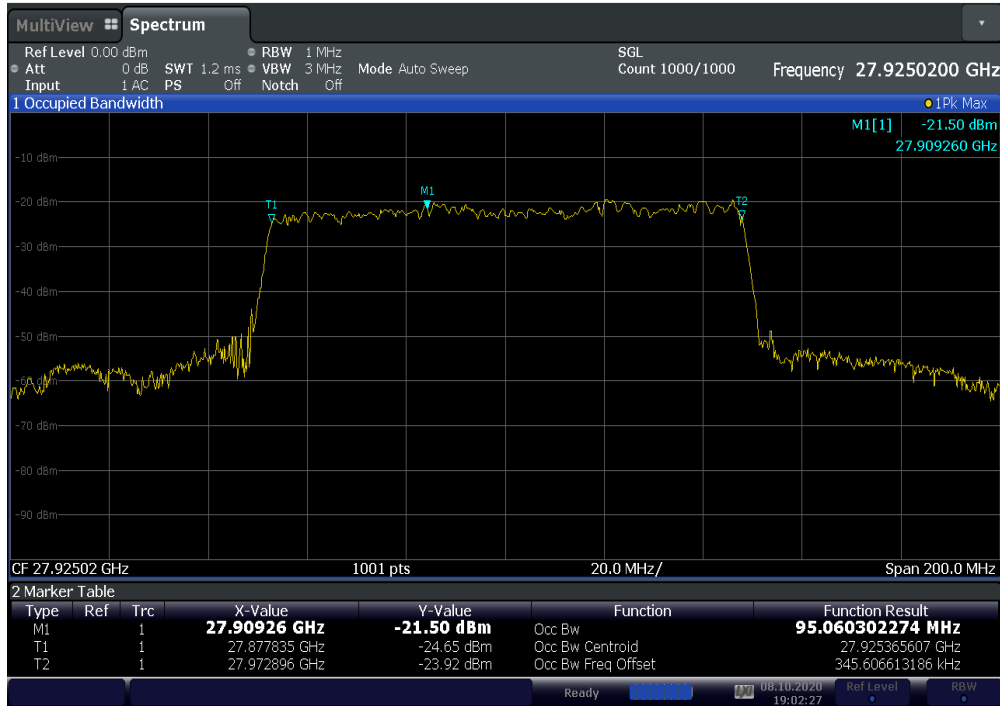 MultiView Spectrum
Ref Level 0.00 dBm RBW 1 MHz SGL
Att 0 dB SWT 1.2 ms VBW 3 MHz Mode Auto Sweep Count 1000/1000 Frequency 27.9250200 GHz
Input 1 AC PS Off Notch Off
1 Occupied Bandwidth 1Pk Max
M1[1] -21.50 dBm
27.909260 GHz
-10 dBm
M1
-20 dBm T1 T2
-30 dBm
-40 dBm
-50 dBm
-60 dBm
-70 dBm
-80 dBm
-90 dBm
CF 27.92502 GHz 1001 pts 20.0 MHz/ Span 200.0 MHz
2 Marker Table
Type Ref Trc X-Value Y-Value Function Function Result
M1 1 27.90926 GHz -21.50 dBm Occ Bw 95.060302274 MHz
T1 1 27.877835 GHz -24.65 dBm Occ Bw Centroid 27.925365607 GHz
T2 1 27.972896 GHz -23.92 dBm Occ Bw Freq Offset 345.606613186 kHz
Ready 08.10.2020 Ref Level RBW
19:02:27